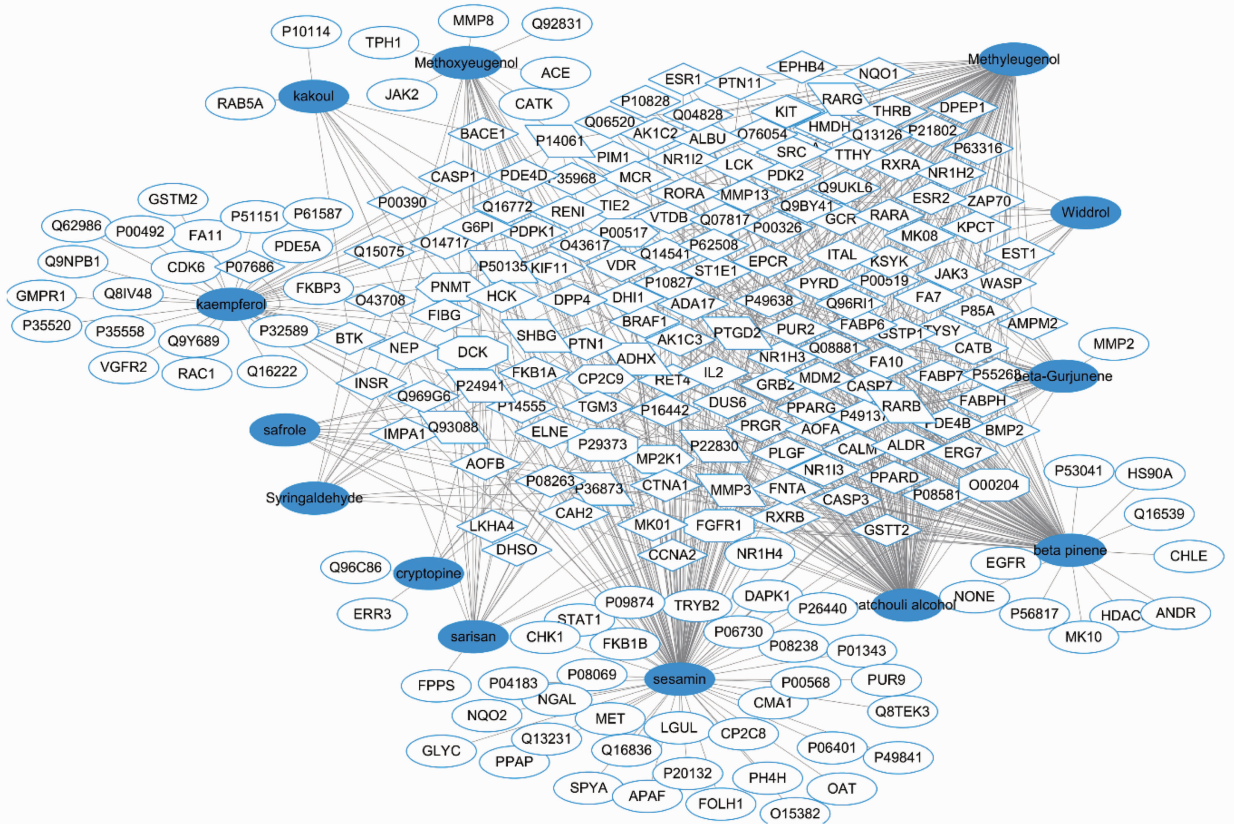 MMP8
Q92831
P10114
TPH1
Methoxyeugenol
Methyleugenol
ACE
EPHB4
NQO1
ESR1
PTN11
kakoul
JAK2
CATK
RAB5A
P10828
Q04828
KIT
RARG
THRB
DPEP1
Q06520
AK1C2
ALBU
O76054
HMDH
Q13126
P21802
BACE1
P14061
PIM1
NR1I2
LCK
SRC
TTHY
RXRA
P63316
CASP1
PDE4D
P35968
MCR
RORA
MMP13
PDK2
Q9UKL6
NR1H2
GSTM2
P00390
Q16772
RENI
TIE2
VTDB
Q07817
Q9BY41
GCR
RARA
ESR2
ZAP70
Widdrol
Q62986
P00492
FA11
P51151
P61587
G6PI
PDPK1
P00517
P00326
MK08
KPCT
Q15075
O14717
O43617
Q14541
P62508
ITAL
KSYK
EST1
Q9NPB1
CDK6
P07686
PDE5A
P50135
KIF11
VDR
ST1E1
EPCR
P00519
JAK3
WASP
GMPR1
Q8IV48
kaempferol
FKBP3
O43708
PNMT
HCK
DPP4
DHI1
P10827
ADA17
P49638
PYRD
Q96RI1
FA7
P85A
P35520
P35558
P32589
FIBG
SHBG
BRAF1
PTGD2
PUR2
FABP6
GSTP1
TYSY
AMPM2
Q9Y689
BTK
NEP
DCK
PTN1
ADHX
AK1C3
NR1H3
Q08881
FA10
CATB
MMP2
VGFR2
RAC1
Q16222
INSR
P24941
FKB1A
CP2C9
RET4
IL2
GRB2
MDM2
CASP7
FABP7
P55268
Q969G6
P14555
TGM3
P16442
DUS6
PPARG
RARB
FABPH
safrole
IMPA1
Q93088
ELNE
P29373
P22830
PRGR
AOFA
BMP2
AOFB
MP2K1
PLGF
CALM
ALDR
ERG7
Syringaldehyde
P08263
P36873
CTNA1
MMP3
NR1I3
FNTA
PPARD
O00204
P53041
HS90A
CAH2
CASP3
P08581
LKHA4
MK01
FGFR1
RXRB
GSTT2
Q16539
DHSO
CCNA2
NR1H4
beta pinene
CHLE
Q96C86
cryptopine
EGFR
ERR3
P09874
TRYB2
DAPK1
P26440
NONE
P56817
HDAC
ANDR
STAT1
CHK1
FKB1B
P06730
MK10
sarisan
P08238
P01343
FPPS
P04183
P08069
sesamin
P00568
PUR9
NGAL
CMA1
Q8TEK3
NQO2
MET
LGUL
CP2C8
GLYC
Q13231
PPAP
Q16836
P06401
P49841
SPYA
P20132
PH4H
OAT
APAF
FOLH1
O15382